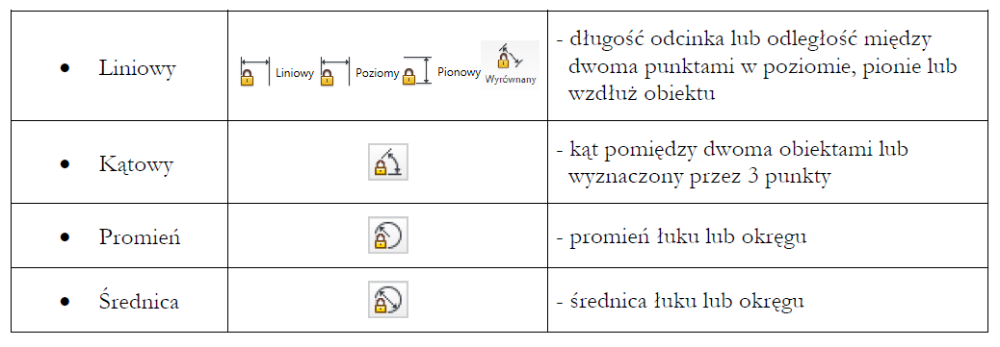 • Liniowy
Liniowy Poziomy Pionowy Wyrównany
- długość odcinka lub odległość między
dwoma punktami w poziomie, pionie lub
wzdłuż obiektu
• Kątowy
- kąt pomiędzy dwoma obiektami lub
wyznaczony przez 3 punkty
• Promień
- promień łuku lub okręgu
• Średnica
- średnica łuku lub okręgu